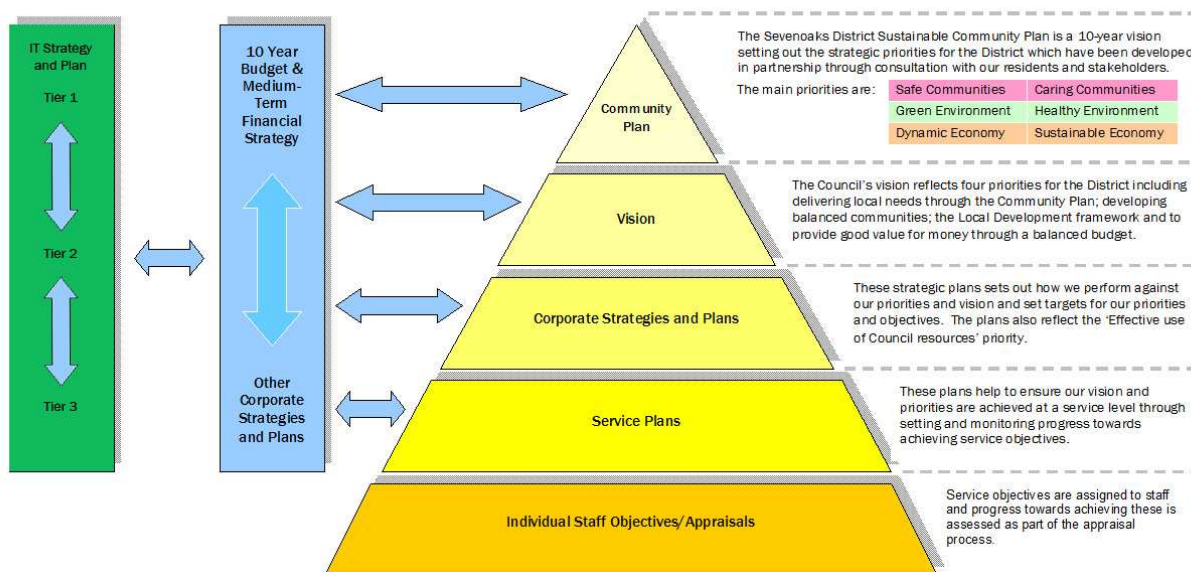 IT Strategy
and Plan
Tier 1
Tier 2
Tier 3
10 Year
Budget &
Medium-
Term
Financial
Strategy
Other
Corporate
Strategies
and Plans
Community
Plan
Vision
Corporate Strategies and Plans
Service Plans
Individual Staff Objectives/Appraisals
The Sevenoaks District Sustainable Community Plan is a 10-year vision
setting out the strategic priorities for the District which have been developed
in partnership through consultation with our residents and stakeholders.
The main priorities are:
Safe Communities Caring Communities
Green Environment Healthy Environment
Dynamic Economy Sustainable Economy
The Council's vision reflects four priorities for the District including
delivering local needs through the Community Plan; developing
balanced communities; the Local Development framework and to
provide good value for money through a balanced budget.
These strategic plans sets out how we perform against
our priorities and vision and set targets for our priorities
and objectives. The plans also reflect the 'Effective use
of Council resources' priority.
These plans help to ensure our vision and
priorities are achieved at a service level through
setting and monitoring progress towards
achieving service objectives.
Service objectives are assigned to staff
and progress towards achieving these is
assessed as part of the appraisal
process.